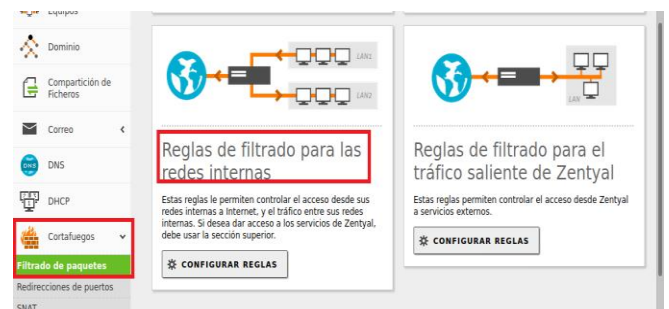 Equipos
Dominio
Compartición de
Ficheros
Correo
DNS
DNS
DHCP
Cortafuegos
Filtrado de paquetes
Redirecciones de puertos
SNAT
LAN1
LAN2
Reglas de filtrado para las
redes internas
Estas reglas le permiten controlar el acceso desde sus
redes internas a Internet, y el tráfico entre sus redes
internas. Si desea dar acceso a los servicios de Zentyal,
debe usar la sección superior.
CONFIGURAR REGLAS
LAN
Reglas de filtrado para el
tráfico saliente de Zentyal
Estas reglas permiten controlar el acceso desde Zentyal
a servicios externos.
CONFIGURAR REGLAS